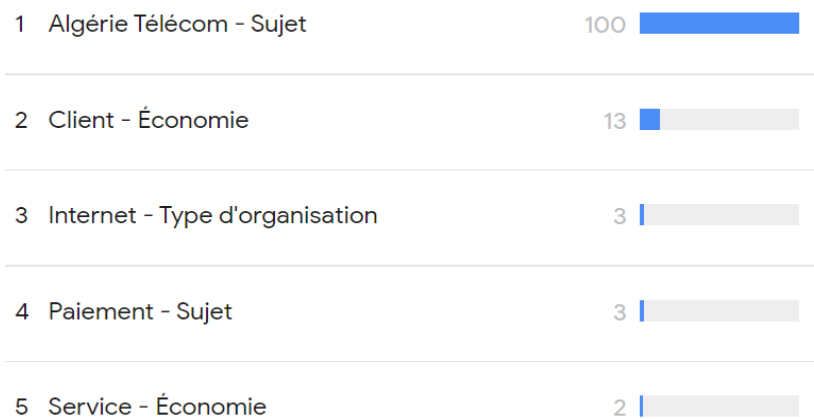 1 Algérie Télécom - Sujet 100
2 Client - Économie 13
3 Internet - Type d'organisation 3
4 Paiement - Sujet 3
5 Service - Économie 2